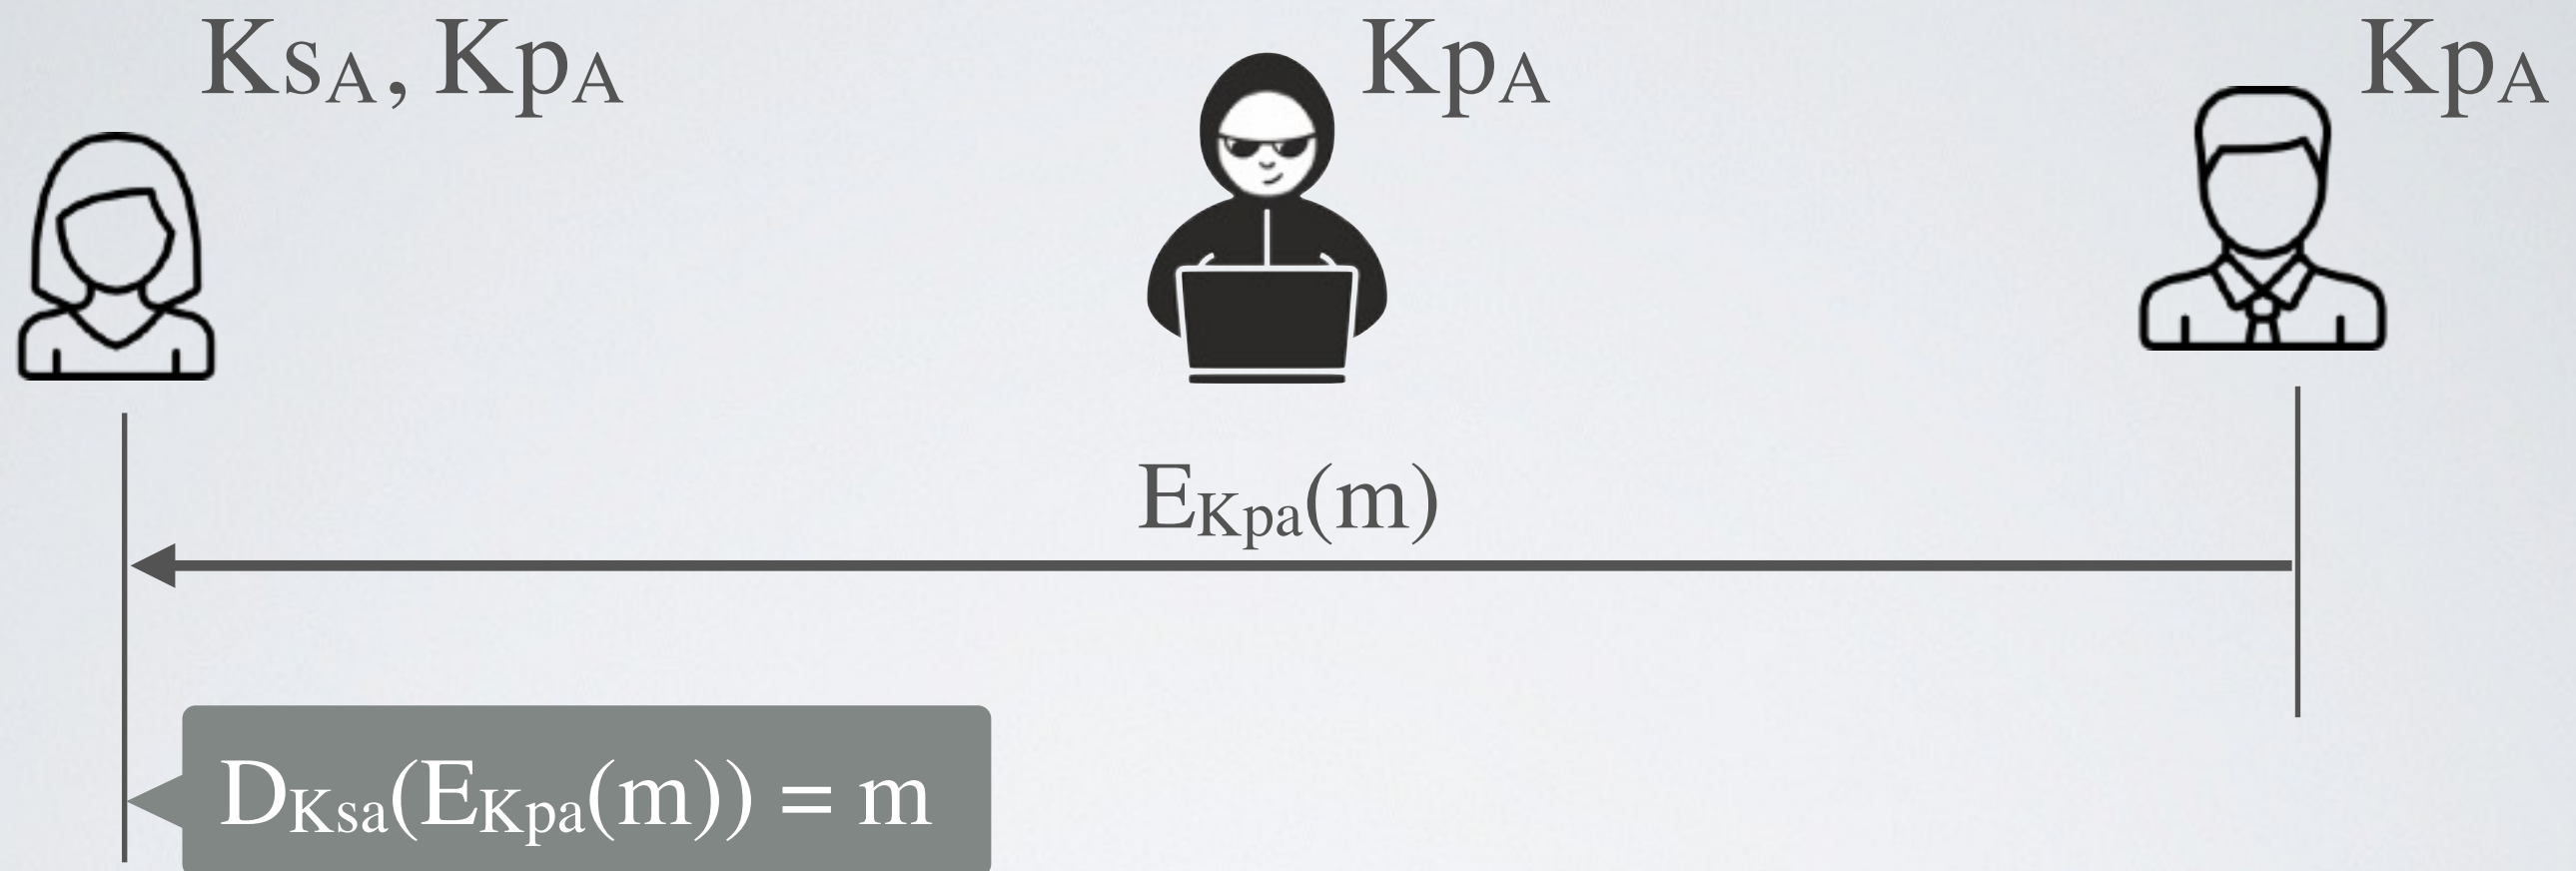 KsA, KpA
KpA
KpA
EKpa(m)
DKsa(EKpa(m)) = m